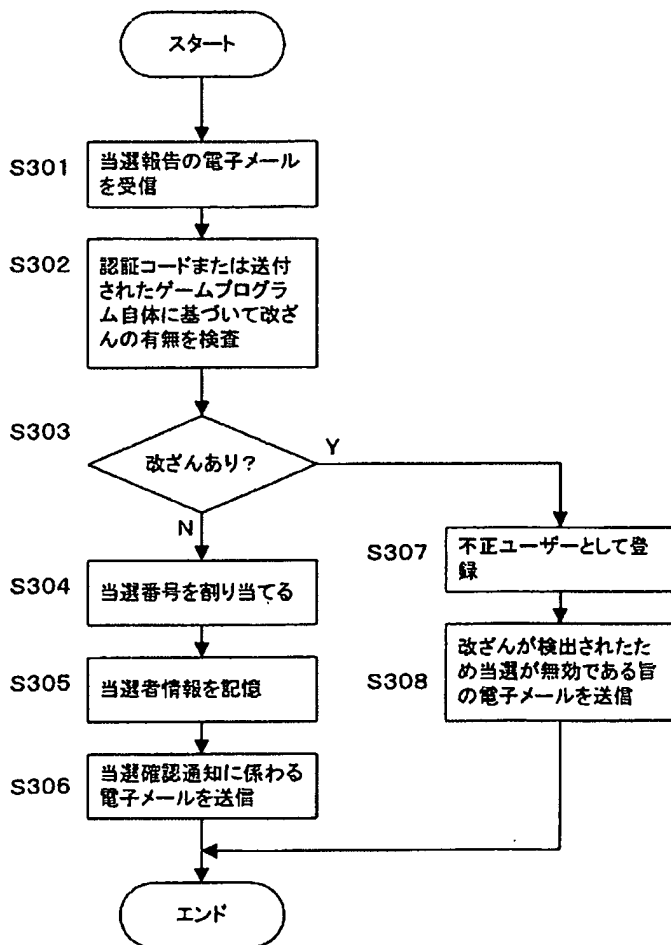 スタート
S301
当選報告の電子メール
を受信
S302
認証コードまたは送付
されたゲームプログラ
ム自体に基づいて改ざ
んの有無を検査
S303
改ざんあり?
Y
N
S304
当選番号を割り当てる
S305
当選者情報を記憶
S306
当選確認通知に係わる
電子メールを送信
S307
不正ユーザーとして登
録
S308
改ざんが検出されたた
め当選が無効である旨
の電子メールを送信
エンド